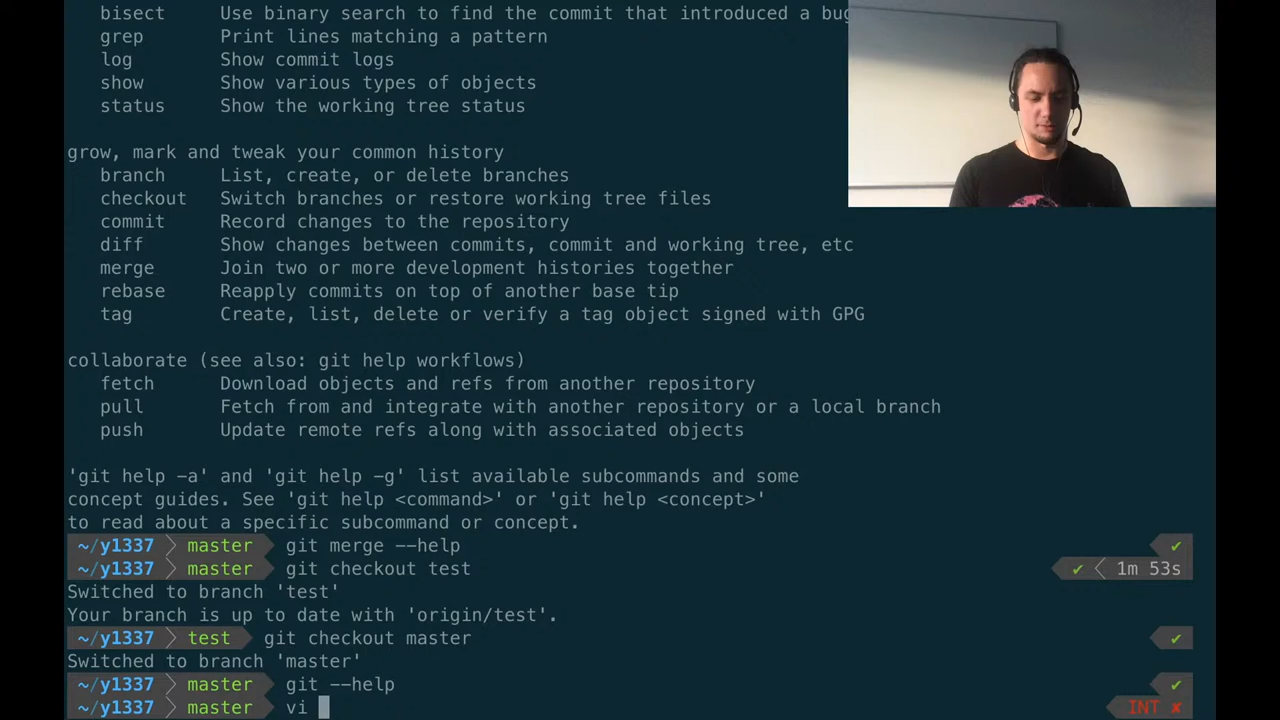 bisect Use binary search to find the commit that introduced a bug
grep Print lines matching a pattern
log Show commit logs
show Show various types of objects
status Show the working tree status
grow, mark and tweak your common history
branch List, create, or delete branches
checkout Switch branches or restore working tree files
commit Record changes to the repository
diff Show changes between commits, commit and working tree, etc
merge Join two or more development histories together
rebase Reapply commits on top of another base tip
tag Create, list, delete or verify a tag object signed with GPG
collaborate (see also: git help workflows)
fetch Download objects and refs from another repository
pull Fetch from and integrate with another repository or a local branch
push Update remote refs along with associated objects
'git help -a' and 'git help -g' list available subcommands and some
concept guides. See 'git help <command>' or 'git help <concept>'
to read about a specific subcommand or concept.
~/y1337 master git merge --help ✔
~/y1337 master git checkout test ✔ 1m 53s
Switched to branch 'test'
Your branch is up to date with 'origin/test'.
~/y1337 test git checkout master ✔
Switched to branch 'master'
~/y1337 master git --help ✔
~/y1337 master vi INT ✘